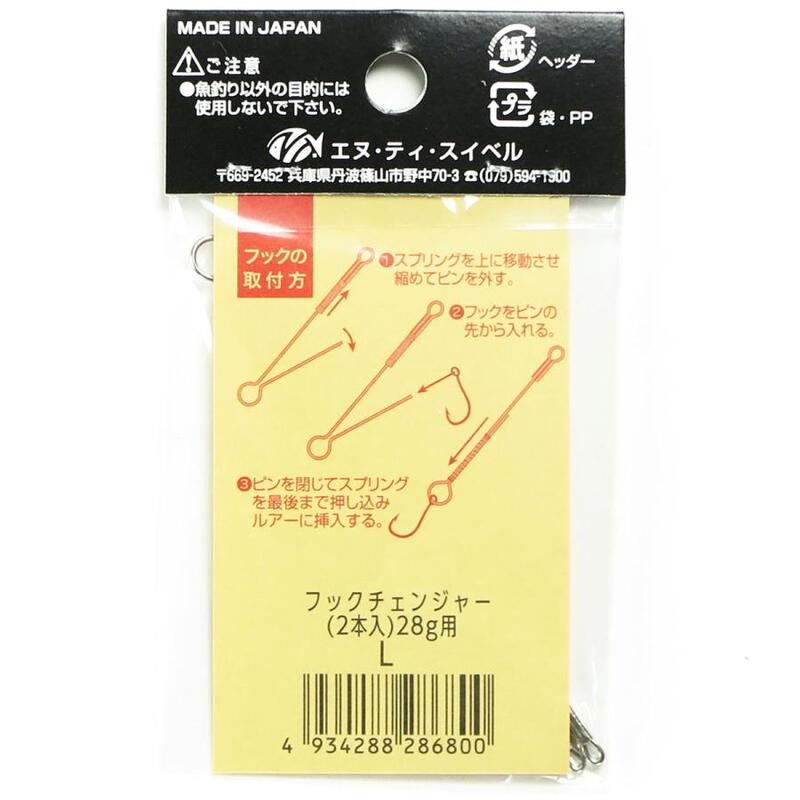 MADE IN JAPAN
ご注意
●魚釣り以外の目的には
使用しないで下さい。
紙
ヘッダー
プラ
袋・PP
エヌ・ティ・スイベル
〒669-2452 兵庫県丹波篠山市野中70-3 ☎(079)594-1900
フックの
取付方
①スプリングを上に移動させ
縮めてピンを外す。
②フックをピンの
先から入れる。
③ピンを閉じてスプリング
を最後まで押し込み
ルアーに挿入する。
フックチェンジャー
(2本入)28g用
L
4 934288 286800